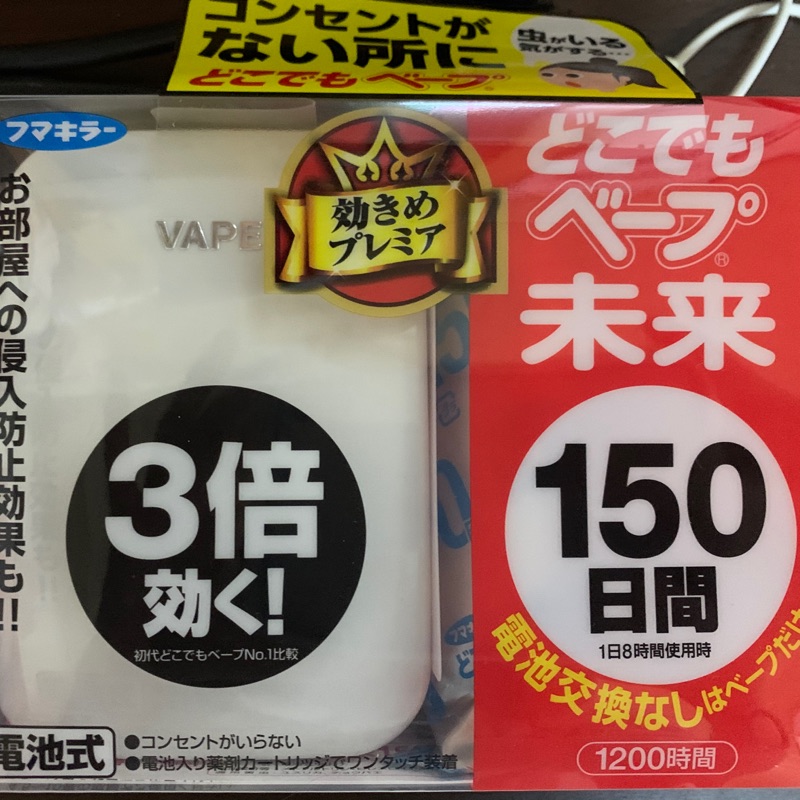 コンセントが
ない所に
どこでもベープ®
虫がいる
気がする…
フマキラー
お部屋への侵入防止効果も!!
VAPE
効きめ
プレミア
3倍
効く!
初代どこでもベープNo.1比較
電池式
●コンセントがいらない
●電池入り薬剤カートリッジでワンタッチ装着
どこでも
ベープ®
未来
150
日間
1日8時間使用時
電池交換なしはベープだけ
1200時間